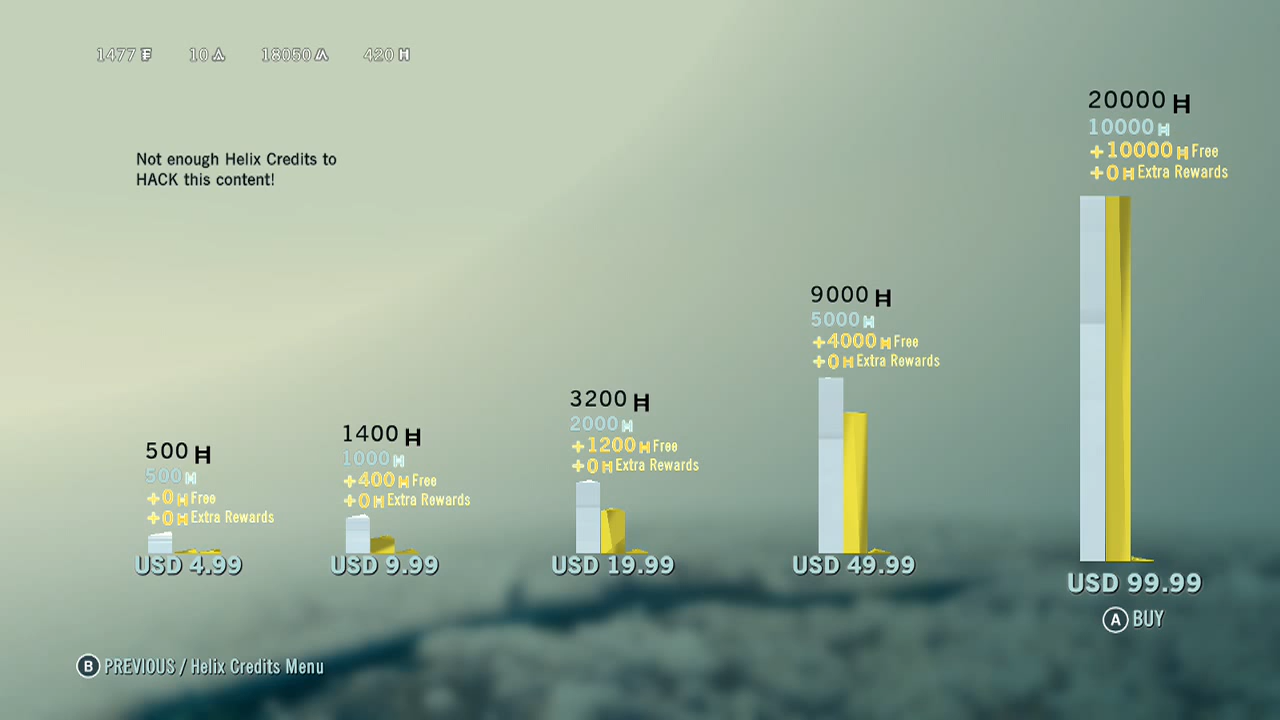 1477 10 18050 420 H
Not enough Helix Credits to
HACK this content!
500 H
500 H
+0 H Free
+0 H Extra Rewards
USD 4.99
1400 H
1000 H
+400 H Free
+0 H Extra Rewards
USD 9.99
3200 H
2000 H
+1200 H Free
+0 H Extra Rewards
USD 19.99
9000 H
5000 H
+4000 H Free
+0 H Extra Rewards
USD 49.99
20000 H
10000 H
+10000 H Free
+0 H Extra Rewards
USD 99.99
A BUY
B PREVIOUS / Helix Credits Menu